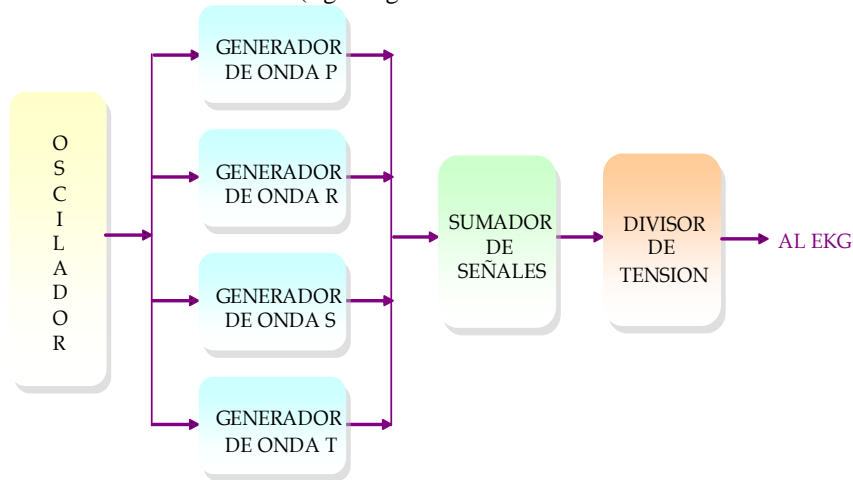 GENERADOR
DE ONDA P
O
S
C
I
L
A
D
O
R
GENERADOR
DE ONDA R
GENERADOR
DE ONDA S
GENERADOR
DE ONDA T
SUMADOR
DE
SEÑALES
DIVISOR
DE
TENSION
AL EKG